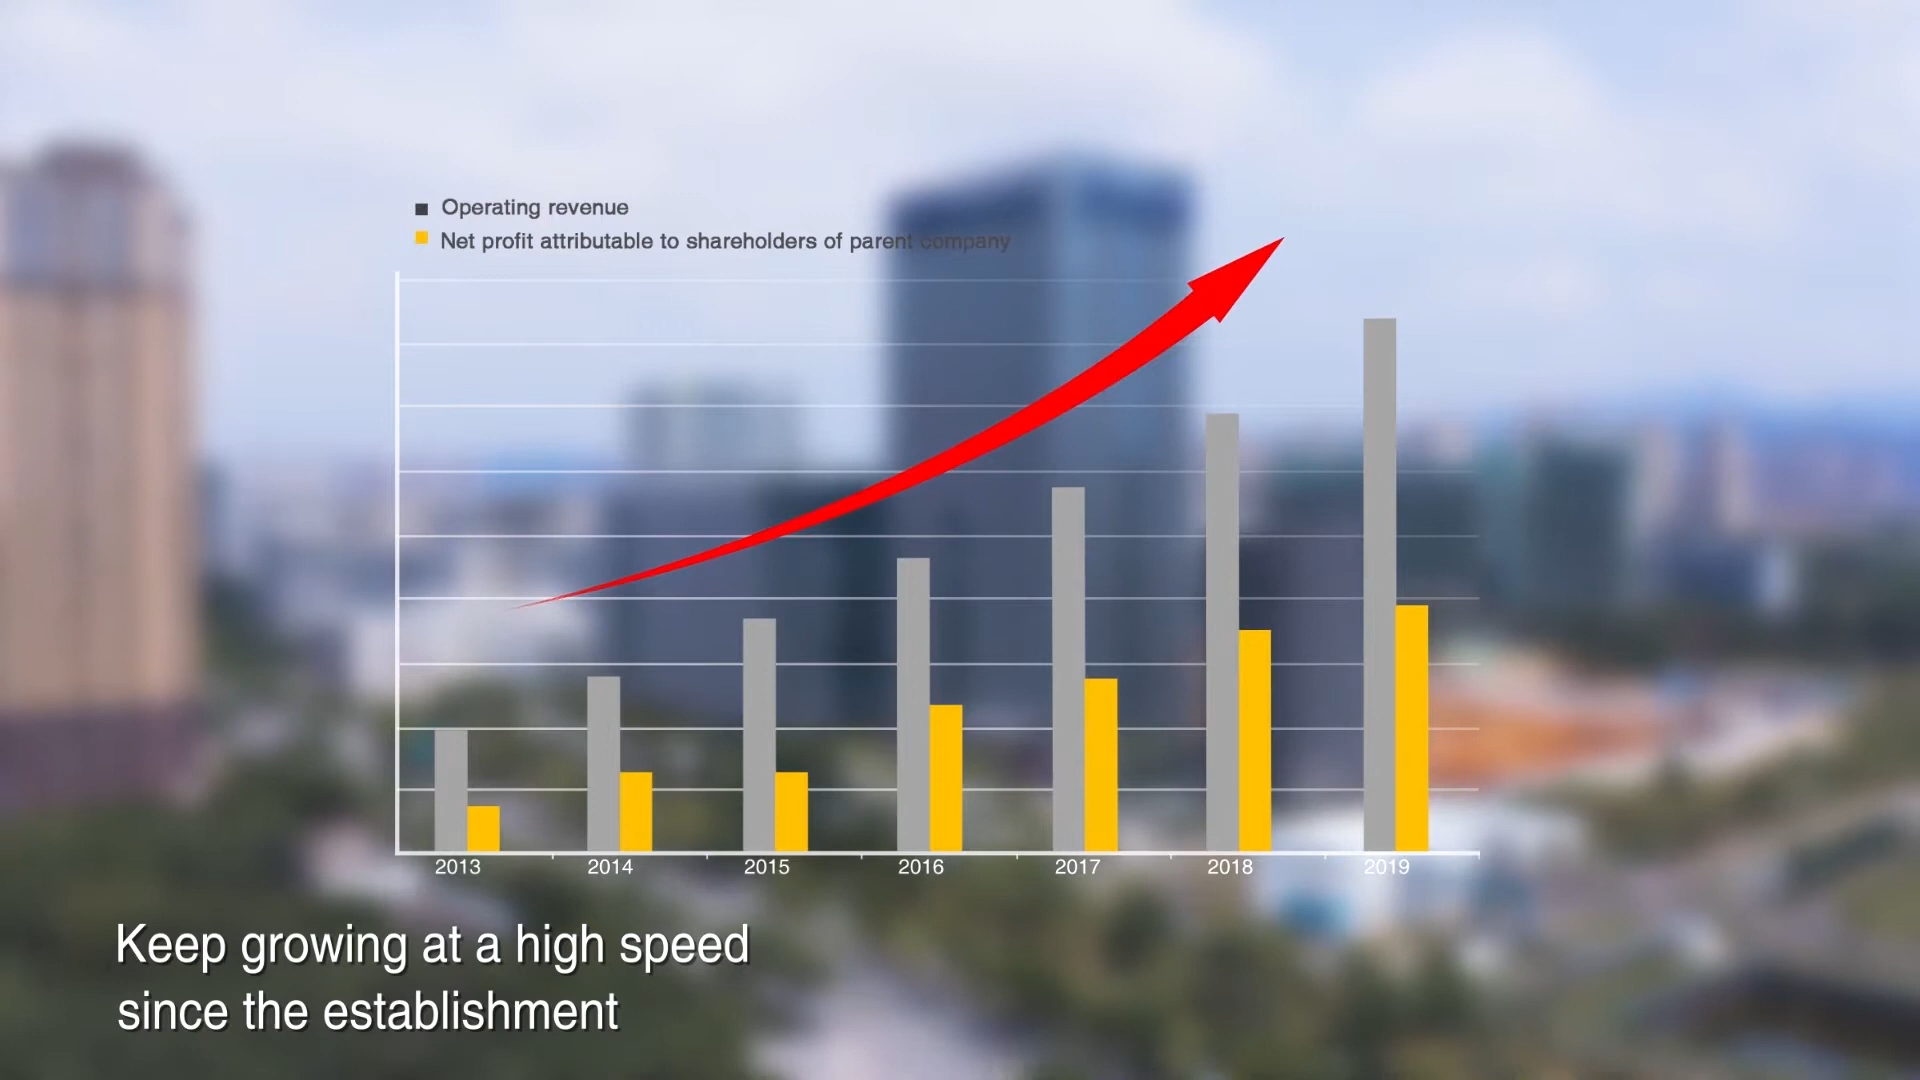 Operating revenue
Net profit attributable to shareholders of parent company
2013 2014 2015 2016 2017 2018 2019
Keep growing at a high speed
since the establishment